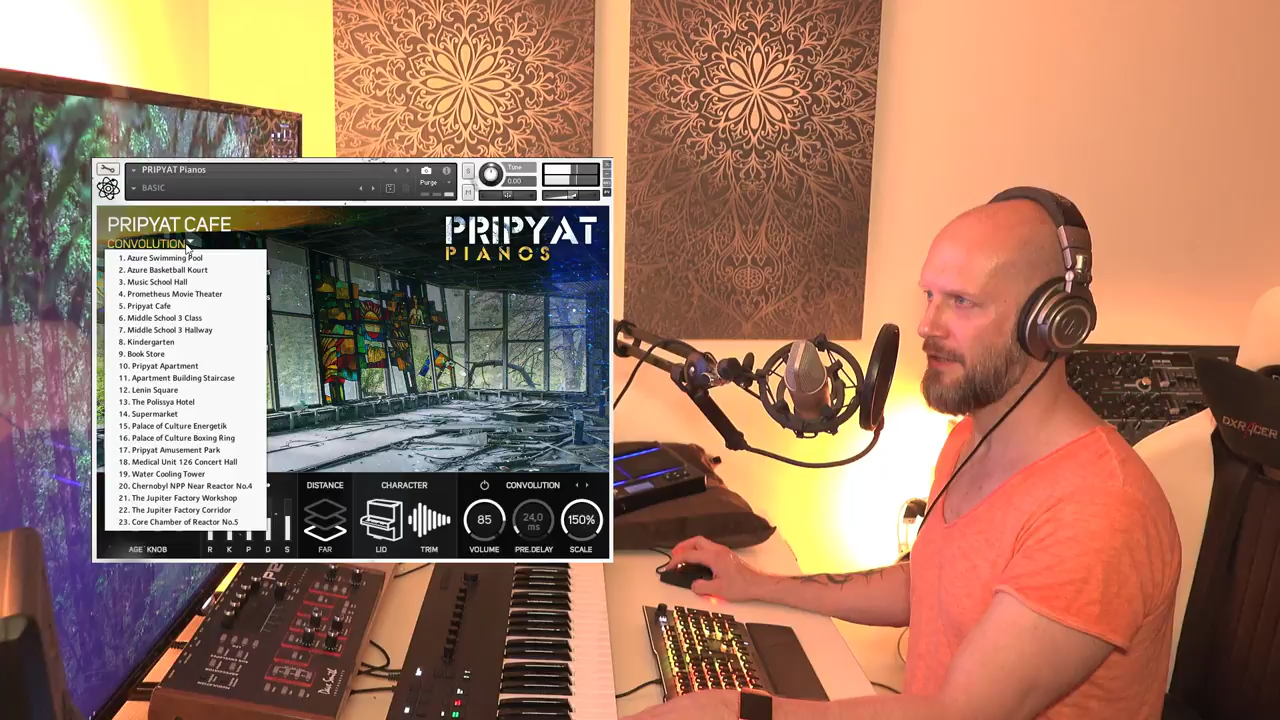 PRIPYAT Pianos
BASIC
Purge
S
M
Tune
0.00
PRIPYAT CAFE
CONVOLUTION
PRIPYAT
PIANOS
1. Azure Swimming Pool
2. Azure Basketball Kourt
3. Music School Hall
4. Prometheus Movie Theater
5. Pripyat Cafe
6. Middle School 3 Class
7. Middle School 3 Hallway
8. Kindergarten
9. Book Store
10. Pripyat Apartment
11. Apartment Building Staircase
12. Lenin Square
13. The Polissya Hotel
14. Supermarket
15. Palace of Culture Energetik
16. Palace of Culture Boxing Ring
17. Pripyat Amusement Park
18. Medical Unit 126 Concert Hall
19. Water Cooling Tower
20. Chernobyl NPP Near Reactor No.4
21. The Jupiter Factory Workshop
22. The Jupiter Factory Corridor
23. Core Chamber of Reactor No.5
DISTANCE
CHARACTER
CONVOLUTION
85
24,0
ms
150%
AGE KNOB
R K P D S
FAR
LID
TRIM
VOLUME
PRE.DELAY
SCALE
DXRACER